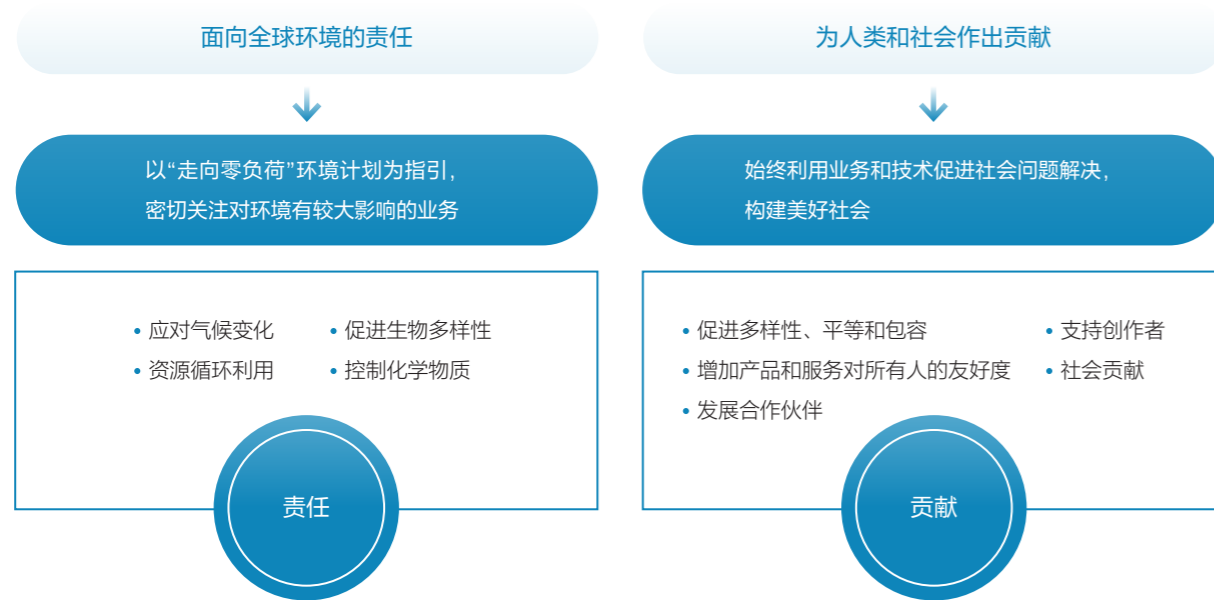 面向全球环境的责任
以“走向零负荷”环境计划为指引，
密切关注对环境有较大影响的业务
• 应对气候变化
• 促进生物多样性
• 资源循环利用
• 控制化学物质
责任
为人类和社会作出贡献
始终利用业务和技术促进社会问题解决，
构建美好社会
• 促进多样性、平等和包容
• 支持创作者
• 增加产品和服务对所有人的友好度
• 社会贡献
• 发展合作伙伴
贡献